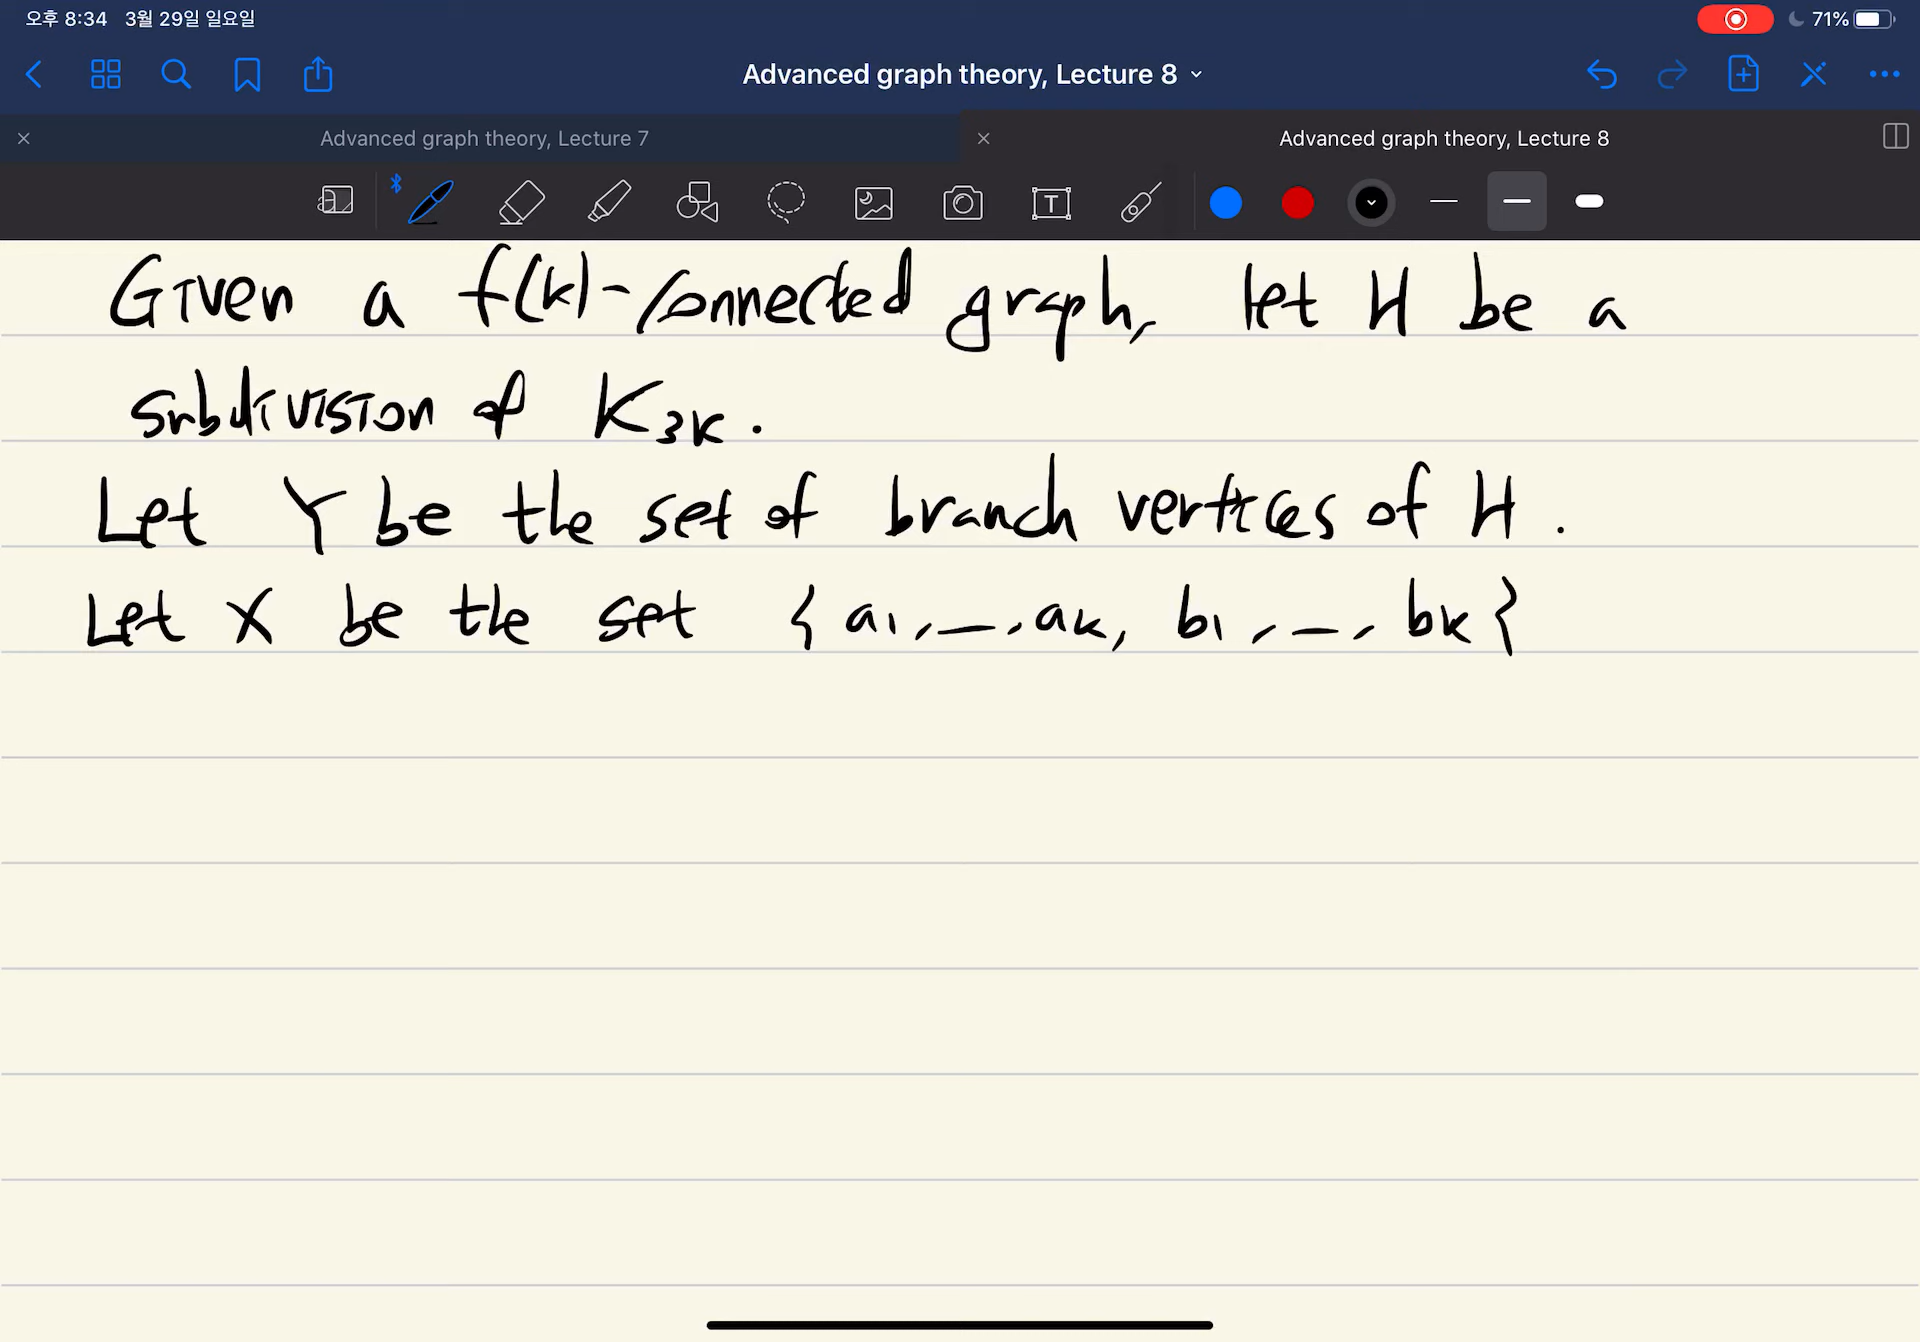 오후 8:34 3월 29일 일요일 71%
Advanced graph theory, Lecture 8
Advanced graph theory, Lecture 7 Advanced graph theory, Lecture 8
Given a f(k)-connected graph, let H be a
subdivision of K₃ₖ.
Let Y be the set of branch vertices of H.
Let X be the set { a₁, –, aₖ, b₁, –, bₖ }